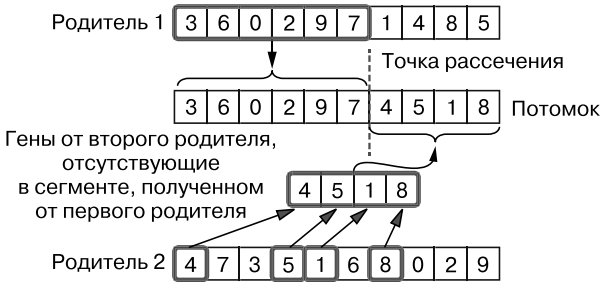 Родитель 1 3 6 0 2 9 7 1 4 8 5
Точка рассечения
3 6 0 2 9 7 4 5 1 8 Потомок
Гены от второго родителя,
отсутствующие
в сегменте, полученном
от первого родителя
4 5 1 8
Родитель 2 4 7 3 5 1 6 8 0 2 9